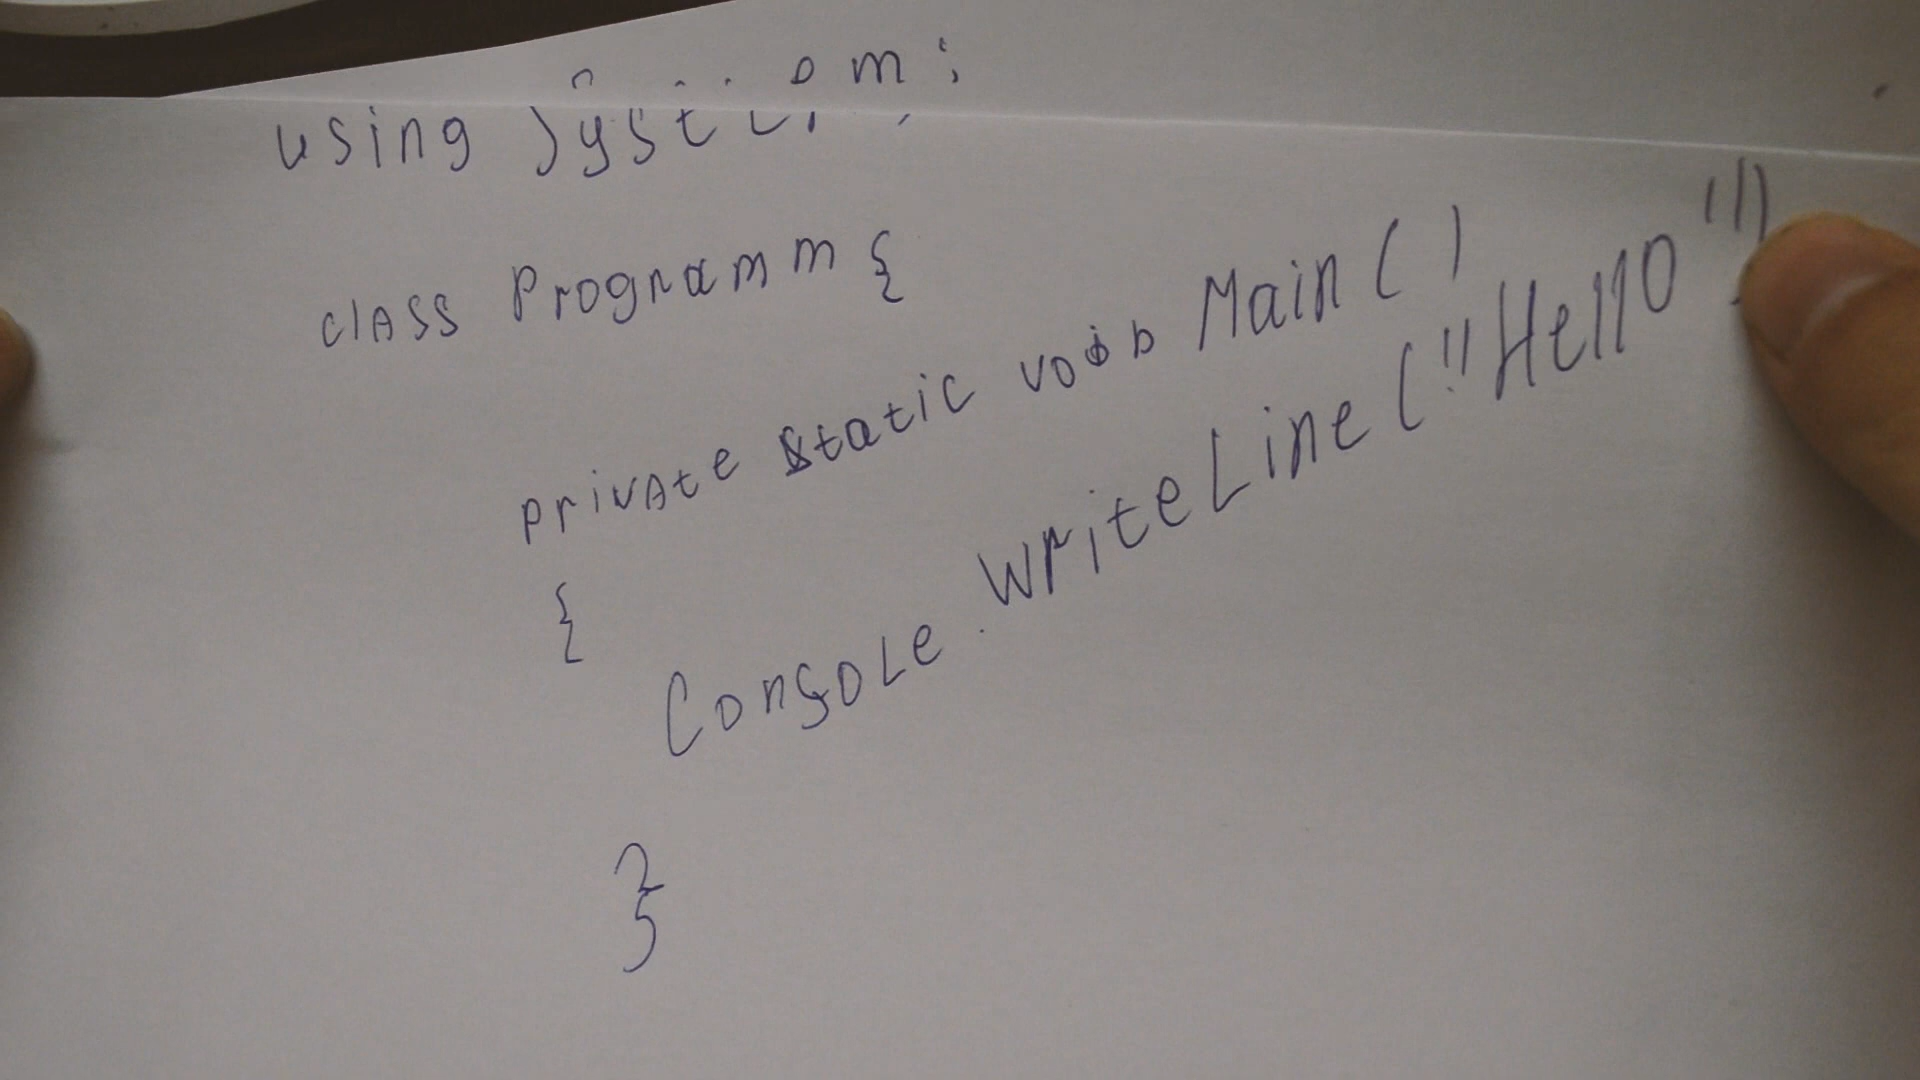 using System;
class Programm {
private static void Main()
{
Console.WriteLine("Hello")
}